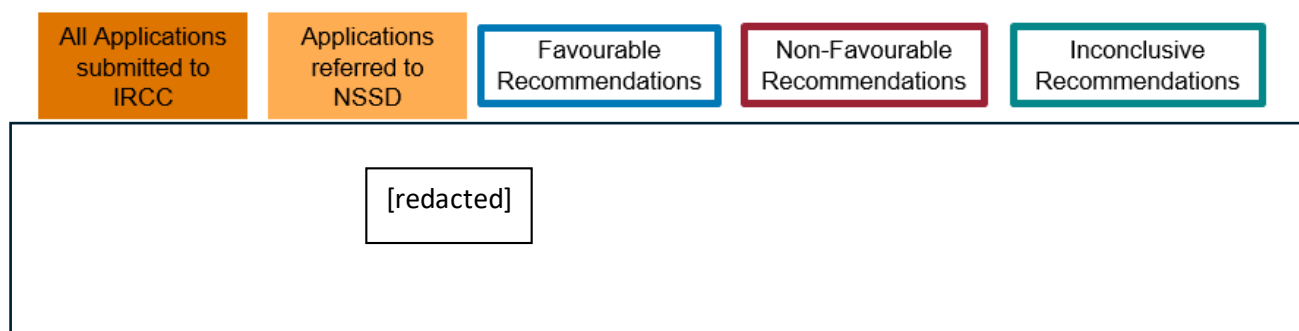 All Applications
submitted to
IRCC
Applications
referred to
NSSD
Favourable
Recommendations
Non-Favourable
Recommendations
Inconclusive
Recommendations
[redacted]